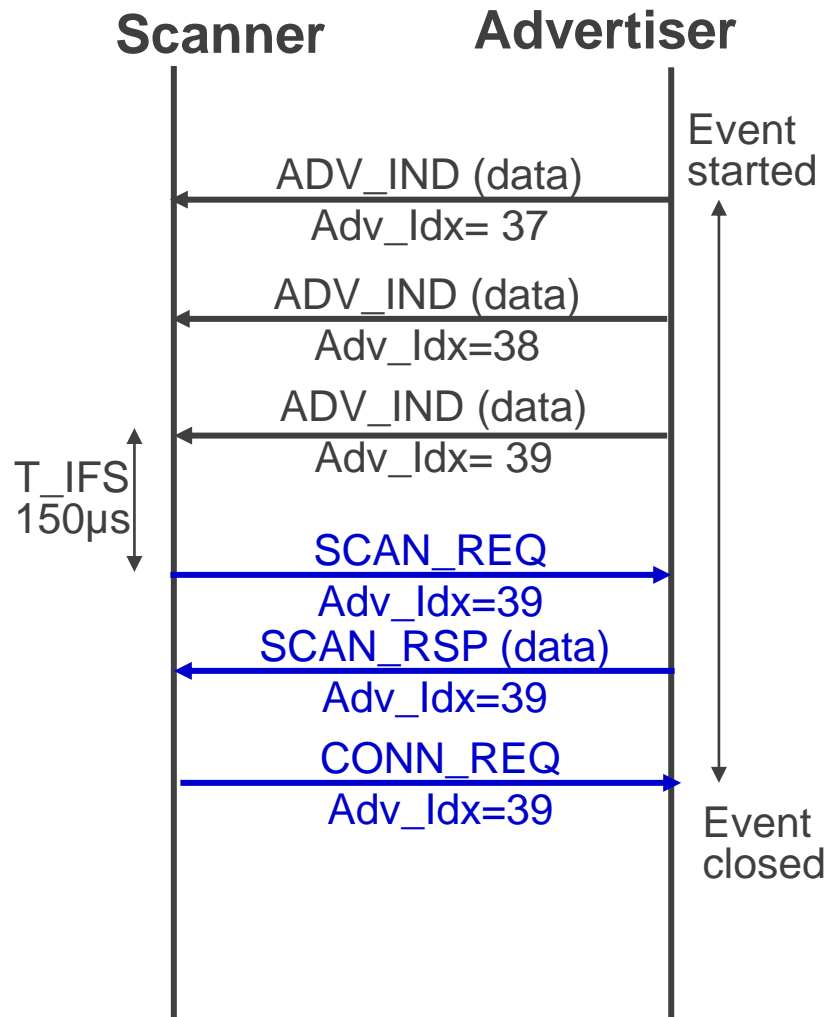 Scanner
Advertiser
Event
started
ADV_IND (data)
Adv_Idx= 37
ADV_IND (data)
Adv_Idx=38
ADV_IND (data)
Adv_Idx= 39
T_IFS
150µs
SCAN_REQ
Adv_Idx=39
SCAN_RSP (data)
Adv_Idx=39
CONN_REQ
Adv_Idx=39
Event
closed